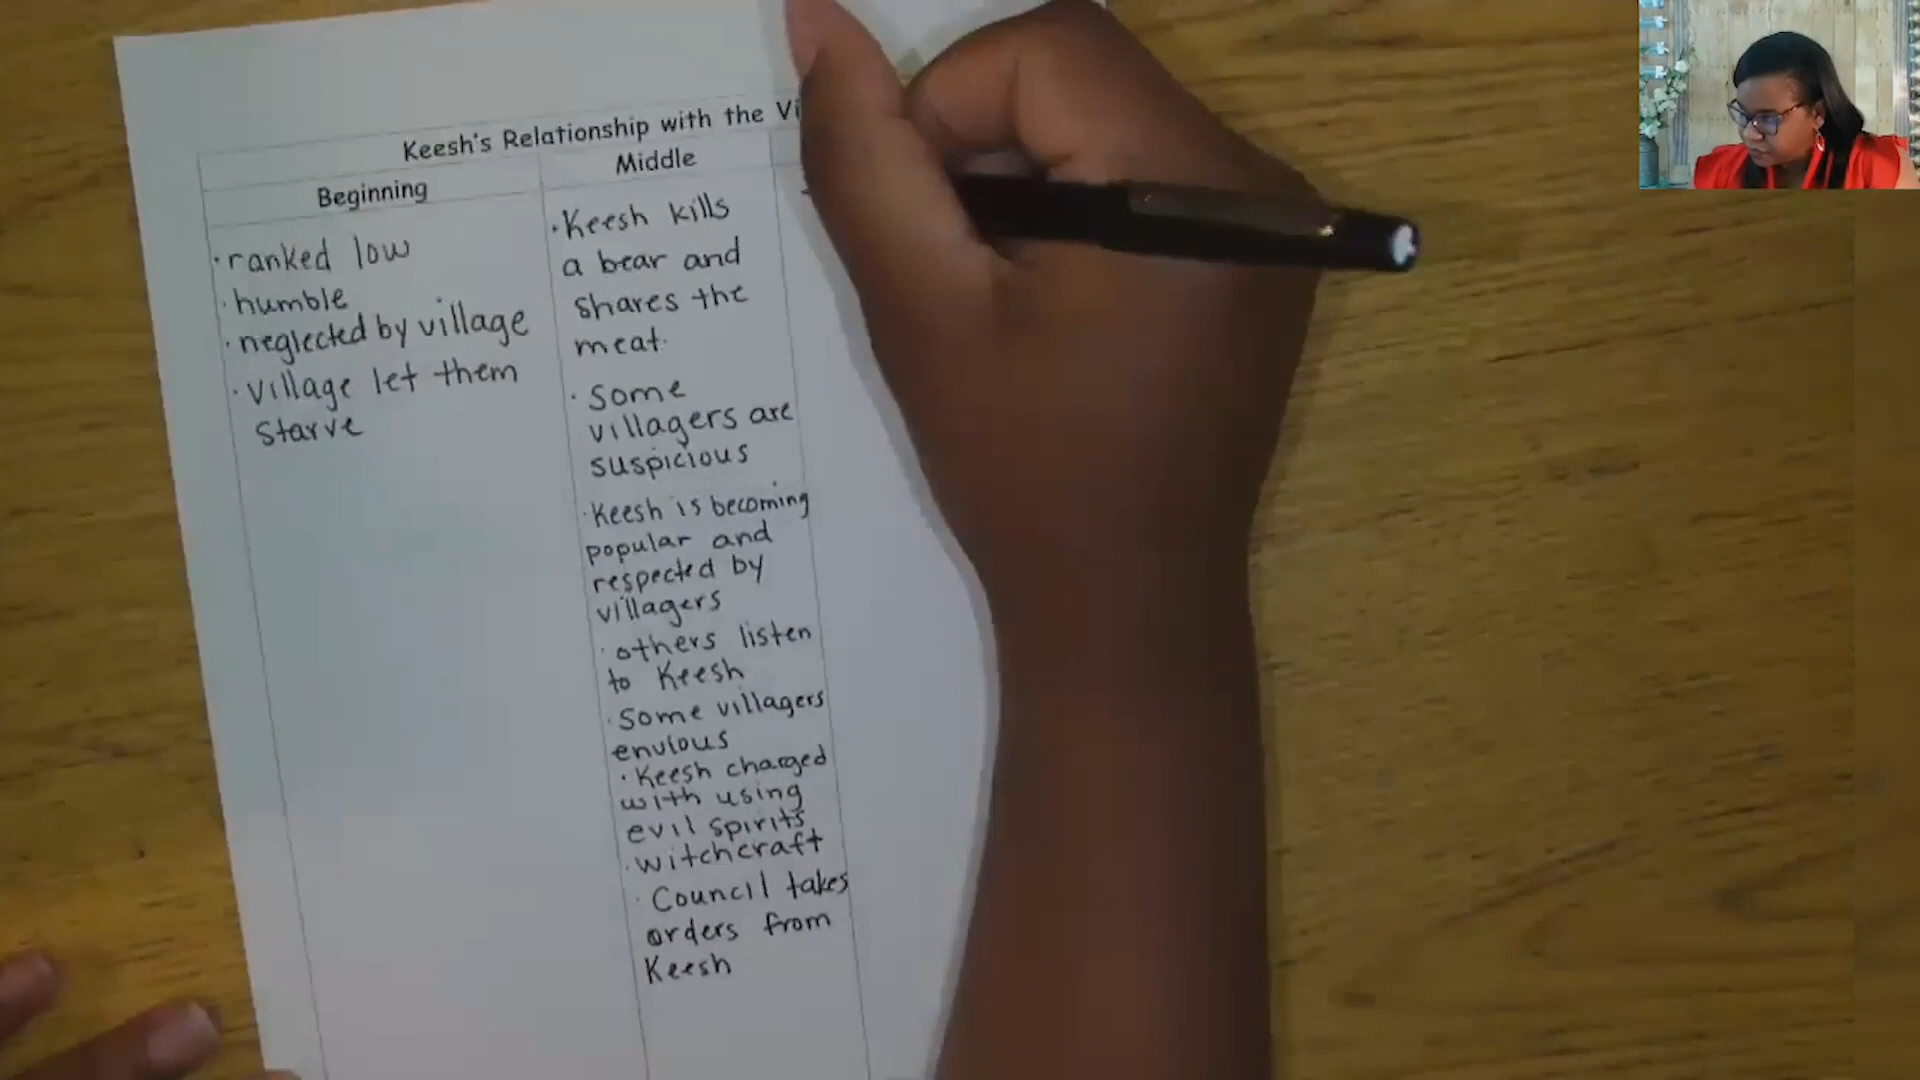 Keesh's Relationship with the Vi
Beginning
Middle
· ranked low
· humble
· neglected by village
· village let them
starve
· Keesh kills
a bear and
shares the
meat.
· Some
villagers are
suspicious
· Keesh is becoming
popular and
respected by
villagers
· others listen
to Keesh
· Some villagers
envious
· Keesh charged
with using
evil spirits
· witchcraft
· Council takes
orders from
Keesh